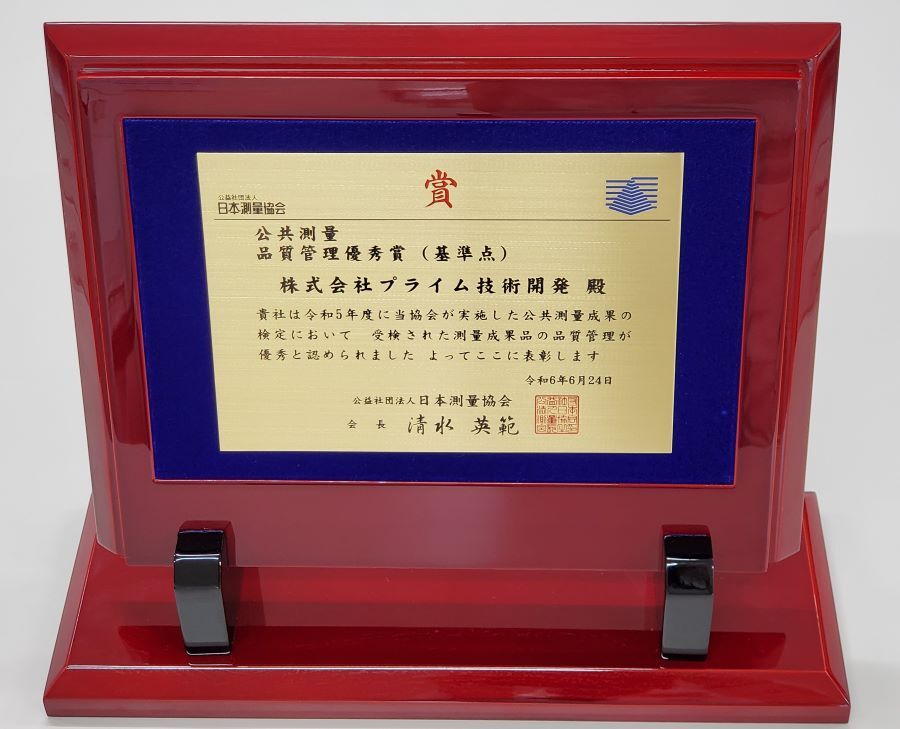 賞
公益社団法人
日本測量協会
公共測量
品質管理優秀賞（基準点）
株式会社プライム技術開発 殿
貴社は令和5年度に当協会が実施した公共測量成果の
検定において 受検された測量成果品の品質管理が
優秀と認められました よってここに表彰します
令和6年6月24日
公益社団法人日本測量協会
会長 清水 英範